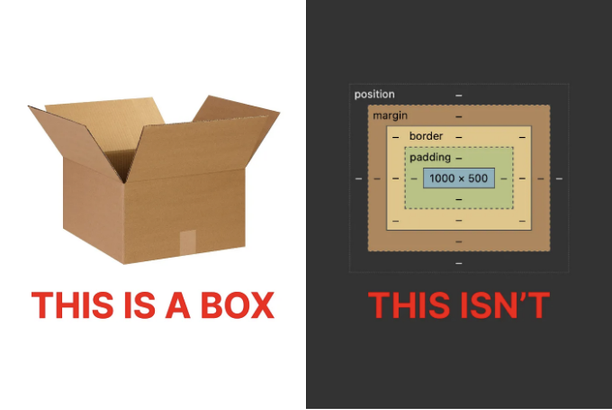 THIS IS A BOX
position
–
margin
–
– border –
padding –
– – – – 1000 × 500 – – – –
–
– – –
–
–
THIS ISN’T